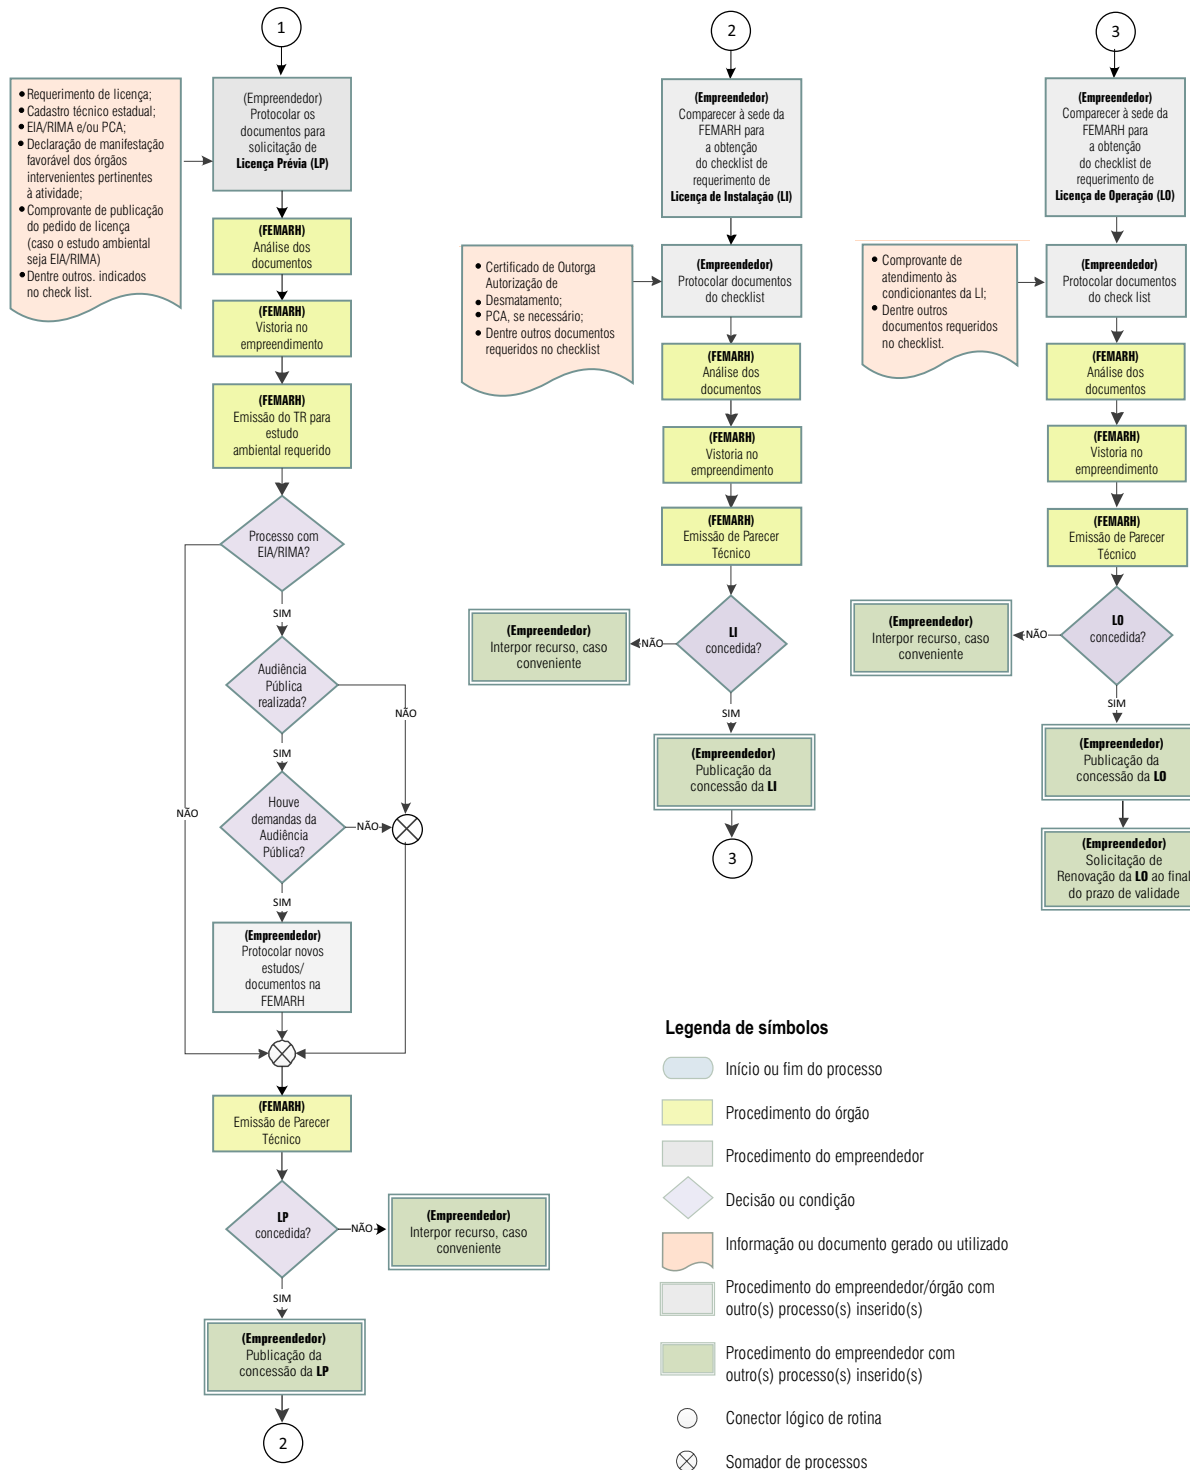 1
• Requerimento de licença;
• Cadastro técnico estadual;
• EIA/RIMA e/ou PCA;
• Declaração de manifestação
favorável dos órgãos
intervenientes pertinentes
à atividade;
• Comprovante de publicação
do pedido de licença
(caso o estudo ambiental
seja EIA/RIMA)
• Dentre outros. indicados
no check list.
(Empreendedor)
Protocolar os
documentos para
solicitação de
Licença Prévia (LP)
(FEMARH)
Análise dos
documentos
(FEMARH)
Vistoria no
empreendimento
(FEMARH)
Emissão do TR para
estudo
ambiental requerido
Processo com
EIA/RIMA?
SIM
Audiência
Pública
realizada?
NÃO
SIM
Houve
demandas da
Audiência
Pública?
NÃO
NÃO
SIM
(Empreendedor)
Protocolar novos
estudos/
documentos na
FEMARH
(FEMARH)
Emissão de Parecer
Técnico
LP
concedida?
NÃO
(Empreendedor)
Interpor recurso, caso
conveniente
SIM
(Empreendedor)
Publicação da
concessão da LP
2
2
(Empreendedor)
Comparecer à sede da
FEMARH para
a obtenção
do checklist de
requerimento de
Licença de Instalação (LI)
• Certificado de Outorga
Autorização de
• Desmatamento;
• PCA, se necessário;
• Dentre outros documentos
requeridos no checklist
(Empreendedor)
Protocolar documentos
do checklist
(FEMARH)
Análise dos
documentos
(FEMARH)
Vistoria no
empreendimento
(FEMARH)
Emissão de Parecer
Técnico
LI
concedida?
NÃO
(Empreendedor)
Interpor recurso, caso
conveniente
SIM
(Empreendedor)
Publicação da
concessão da LI
3
3
(Empreendedor)
Comparecer à sede da
FEMARH para
a obtenção
do checklist de
requerimento de
Licença de Operação (LO)
• Comprovante de
atendimento às
condicionantes da LI;
• Dentre outros
documentos requeridos
no checklist.
(Empreendedor)
Protocolar documentos
do check list
(FEMARH)
Análise dos
documentos
(FEMARH)
Vistoria no
empreendimento
(FEMARH)
Emissão de Parecer
Técnico
LO
concedida?
NÃO
(Empreendedor)
Interpor recurso, caso
conveniente
SIM
(Empreendedor)
Publicação da
concessão da LO
(Empreendedor)
Solicitação de
Renovação da LO ao final
do prazo de validade
Legenda de símbolos
Início ou fim do processo
Procedimento do órgão
Procedimento do empreendedor
Decisão ou condição
Informação ou documento gerado ou utilizado
Procedimento do empreendedor/órgão com
outro(s) processo(s) inserido(s)
Procedimento do empreendedor com
outro(s) processo(s) inserido(s)
Conector lógico de rotina
Somador de processos